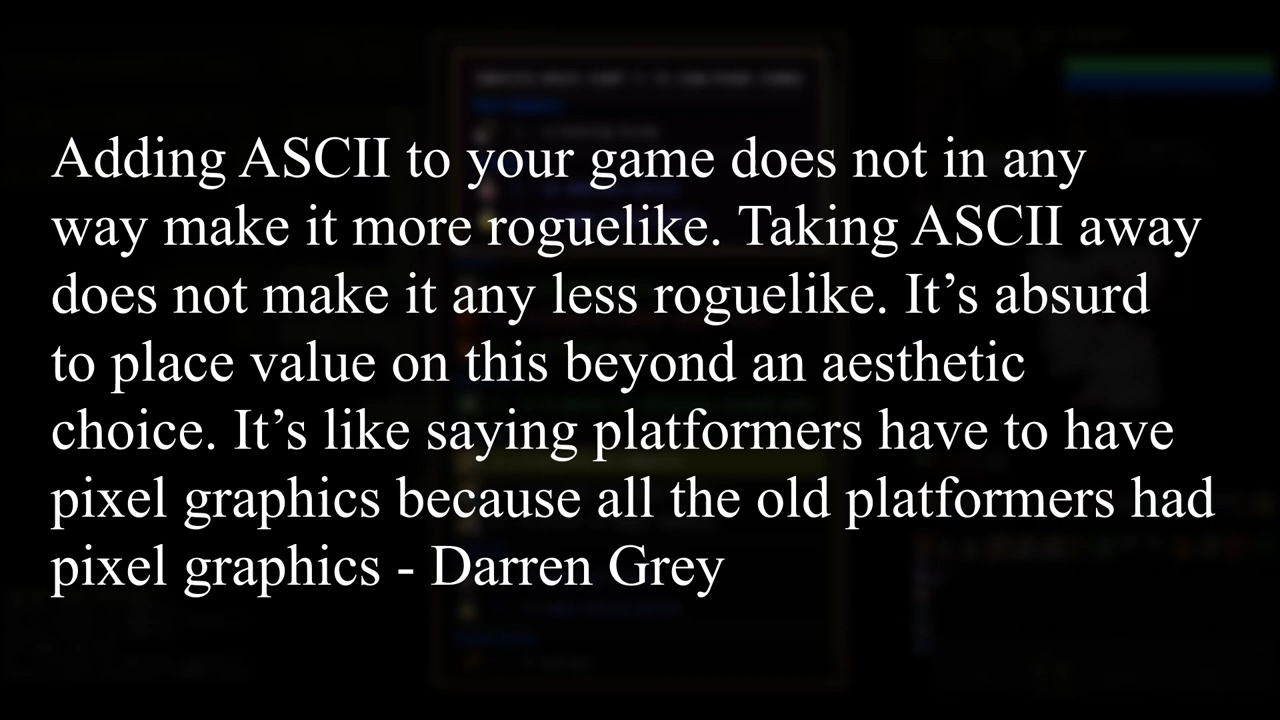 Adding ASCII to your game does not in any
way make it more roguelike. Taking ASCII away
does not make it any less roguelike. It’s absurd
to place value on this beyond an aesthetic
choice. It’s like saying platformers have to have
pixel graphics because all the old platformers had
pixel graphics - Darren Grey